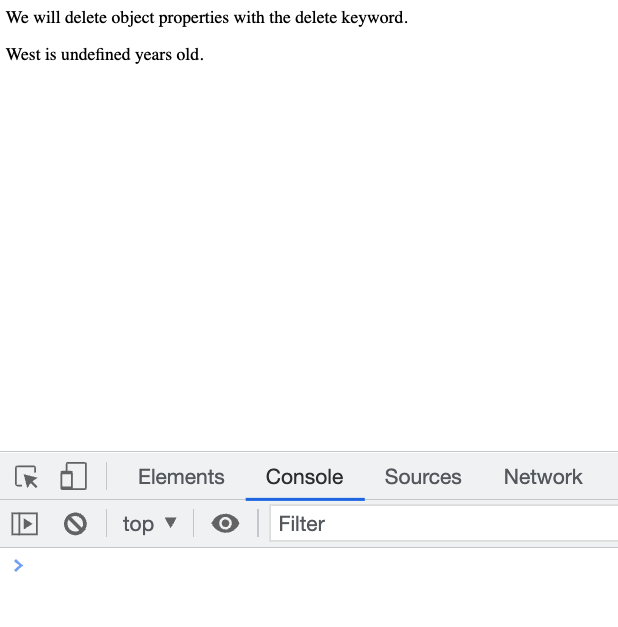 We will delete object properties with the delete keyword.
West is undefined years old.
Elements Console Sources Network
top Filter